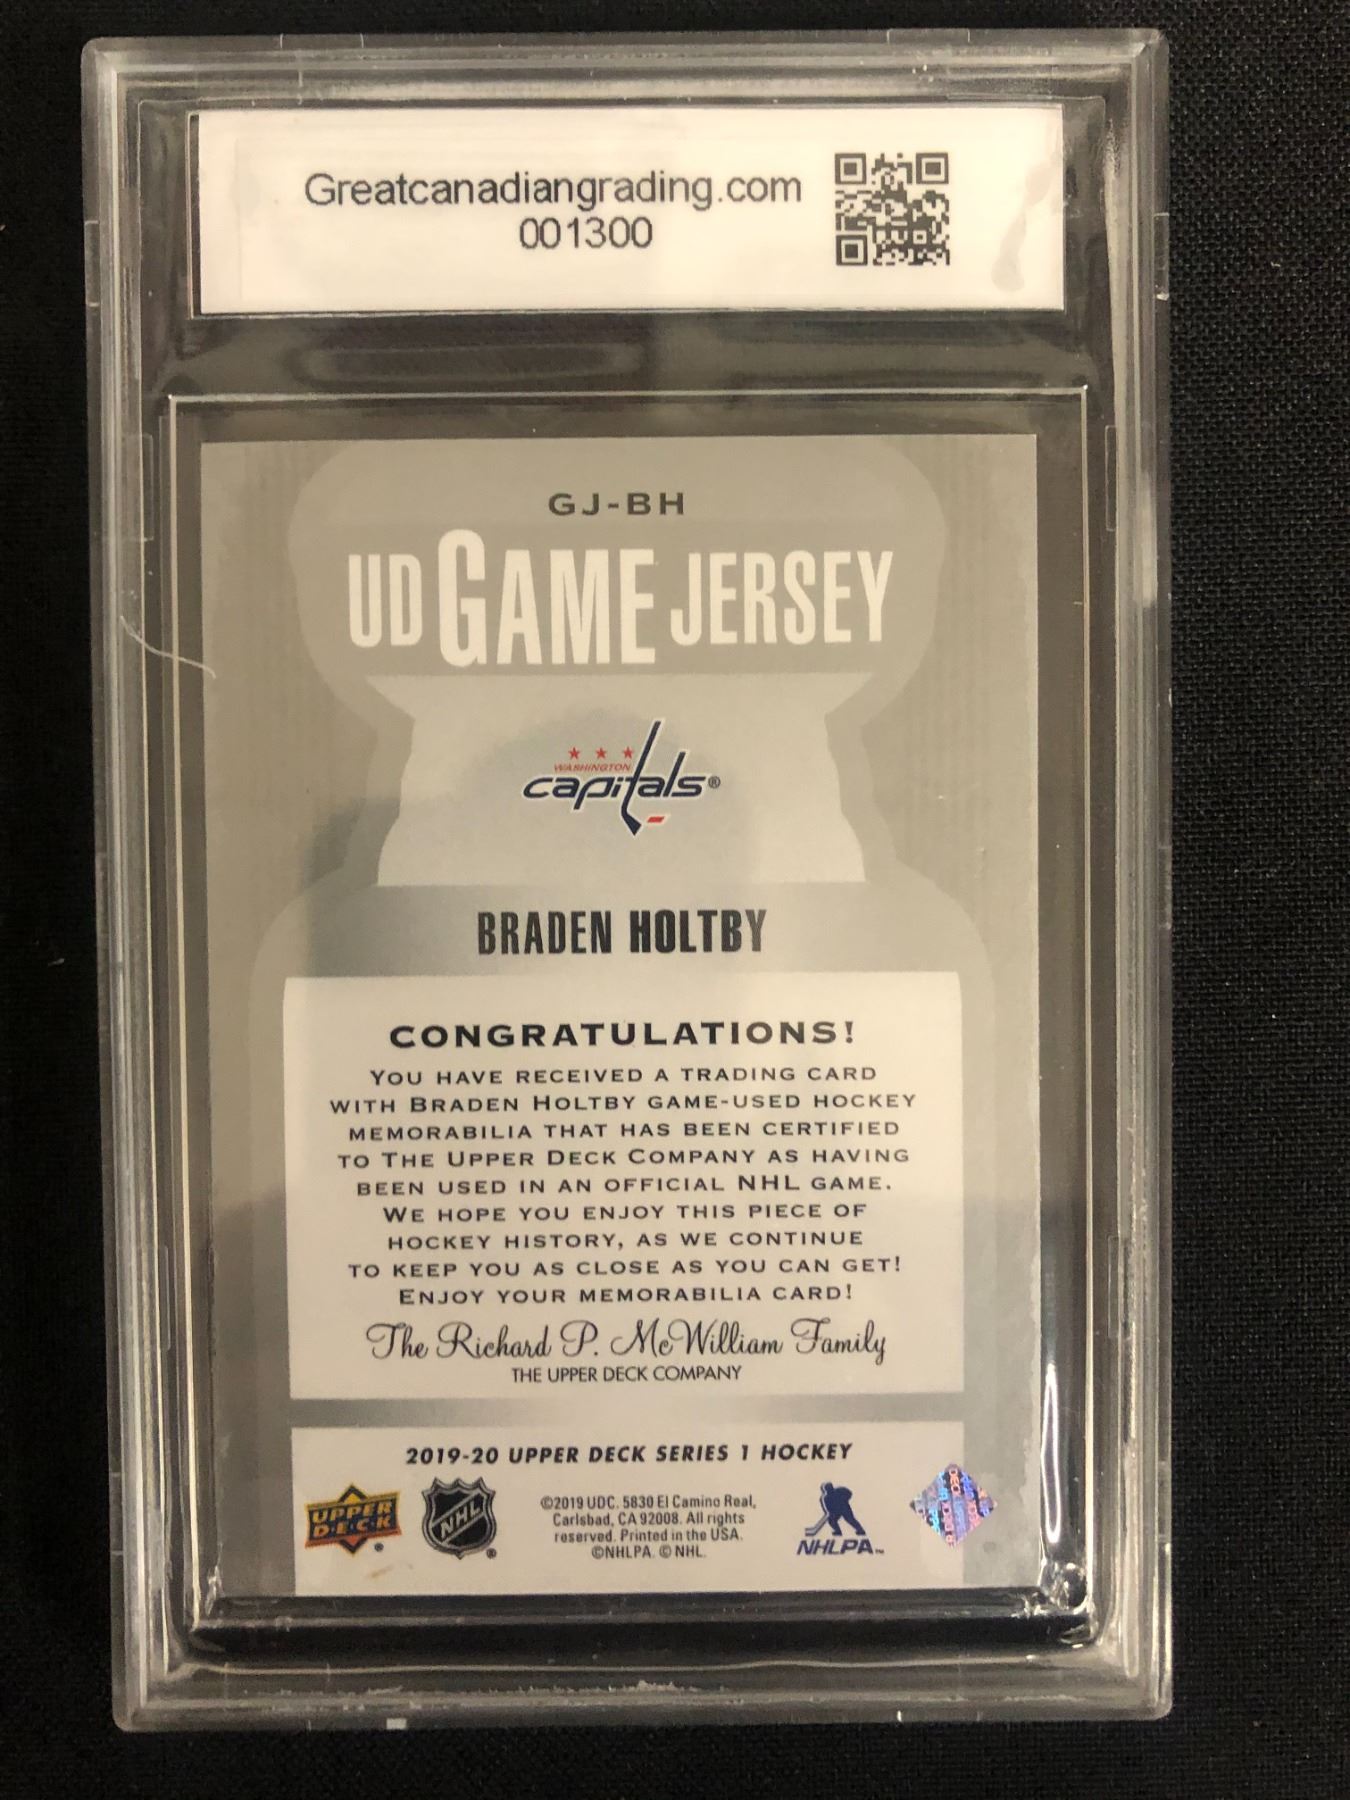 Greatcanadiangrading.com
001300
GJ-BH
UD GAME JERSEY
WASHINGTON
capitals®
BRADEN HOLTBY
CONGRATULATIONS!
YOU HAVE RECEIVED A TRADING CARD
WITH BRADEN HOLTBY GAME-USED HOCKEY
MEMORABILIA THAT HAS BEEN CERTIFIED
TO THE UPPER DECK COMPANY AS HAVING
BEEN USED IN AN OFFICIAL NHL GAME.
WE HOPE YOU ENJOY THIS PIECE OF
HOCKEY HISTORY, AS WE CONTINUE
TO KEEP YOU AS CLOSE AS YOU CAN GET!
ENJOY YOUR MEMORABILIA CARD!
The Richard P. McWilliam Family
THE UPPER DECK COMPANY
2019-20 UPPER DECK SERIES 1 HOCKEY
UPPER
D·E·C·K
®
NHL
®
©2019 UDC. 5830 El Camino Real,
Carlsbad, CA 92008. All rights
reserved. Printed in the USA.
©NHLPA. © NHL.
NHLPA™